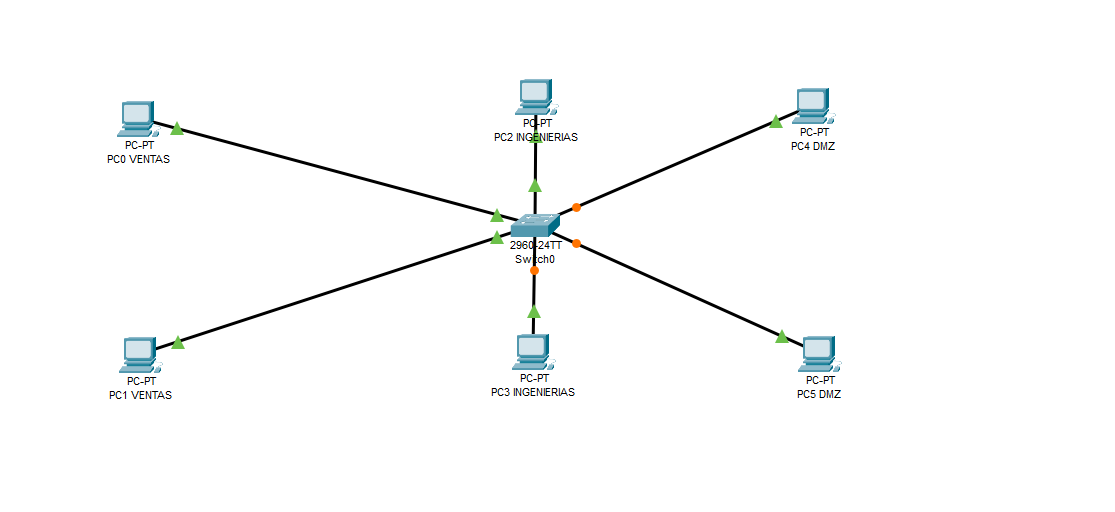 PC-PT
PC0 VENTAS
PC-PT
PC2 INGENIERIAS
PC-PT
PC4 DMZ
2960-24TT
Switch0
PC-PT
PC1 VENTAS
PC-PT
PC3 INGENIERIAS
PC-PT
PC5 DMZ